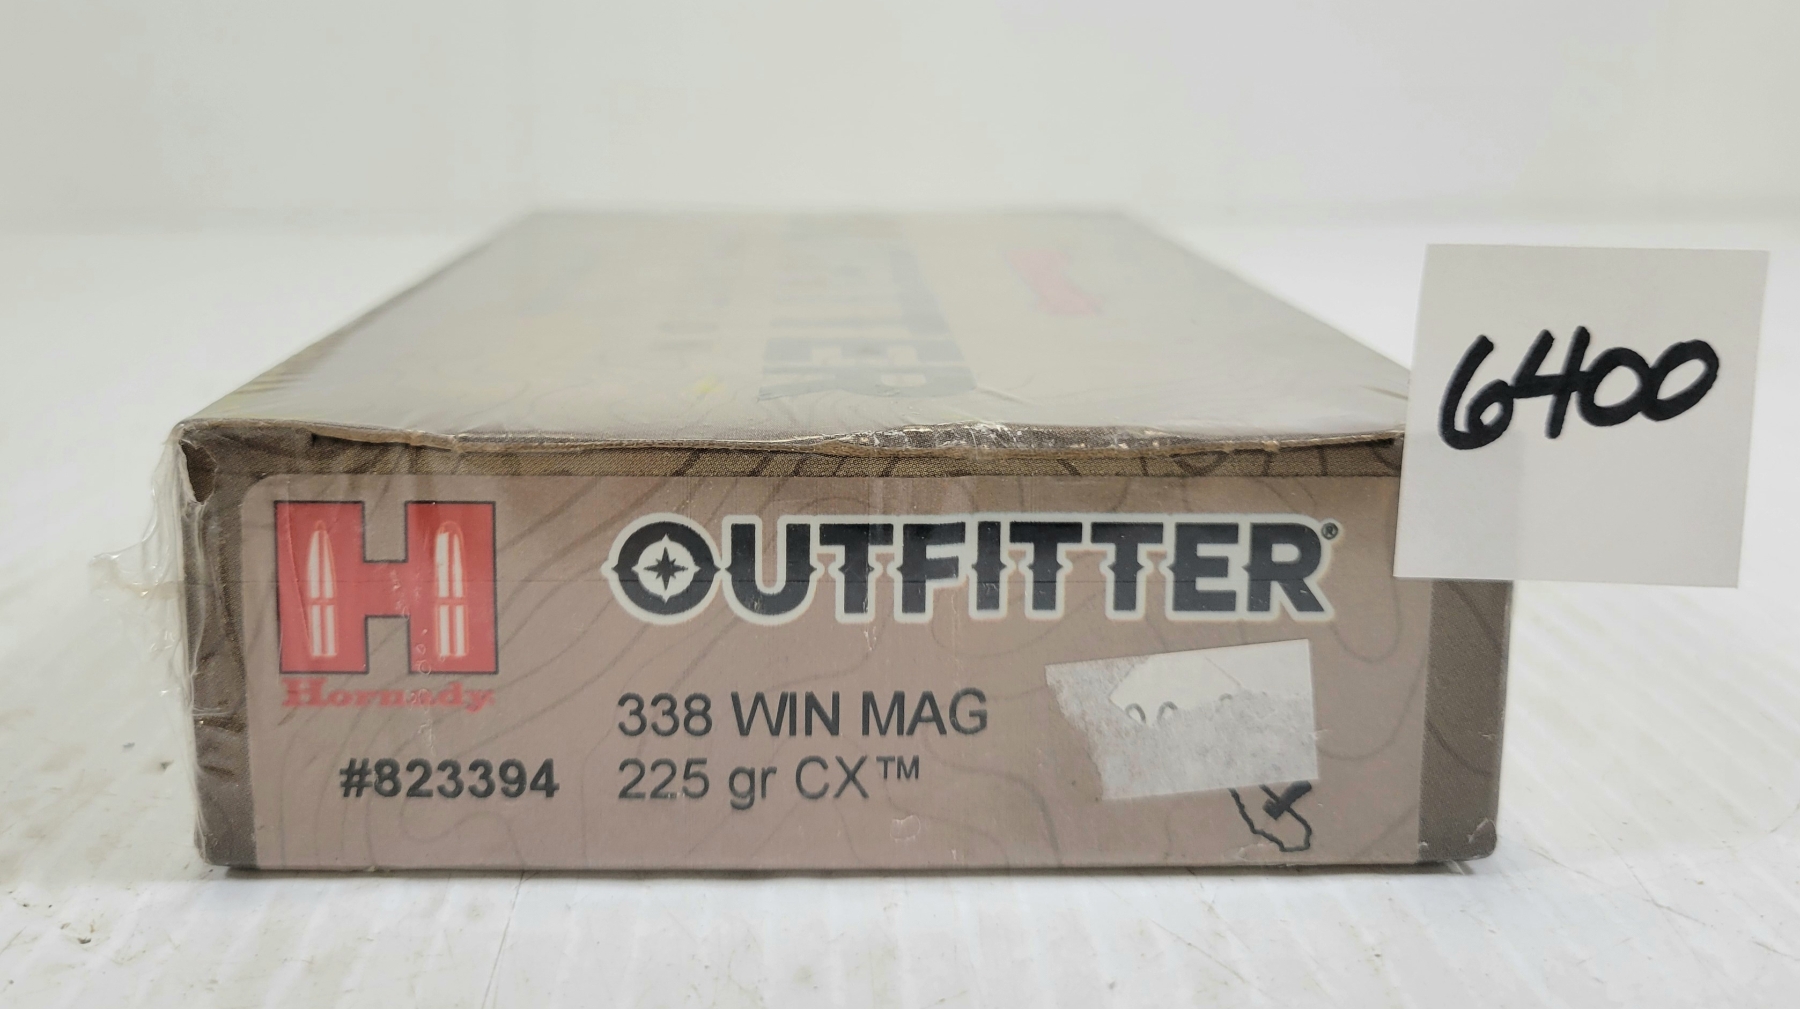 6400
OUTFITTER®
Hornady
338 WIN MAG
#823394 225 gr CX™